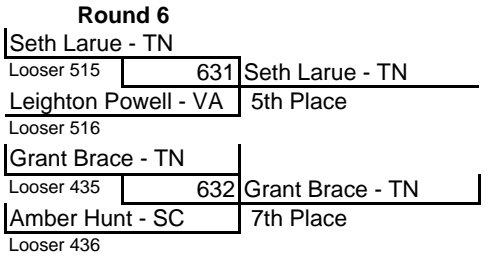 Round 6
Seth Larue - TN
Looser 515
631 Seth Larue - TN
Leighton Powell - VA 5th Place
Looser 516
Grant Brace - TN
Looser 435
632 Grant Brace - TN
Amber Hunt - SC 7th Place
Looser 436